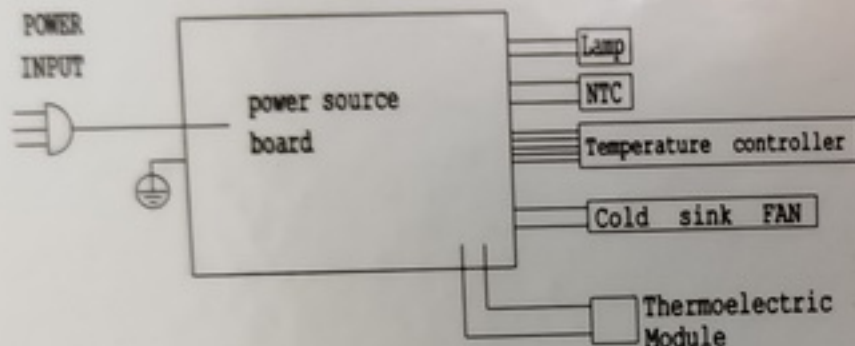 POWER
INPUT
power source
board
Lamp
NTC
Temperature controller
Cold sink FAN
Thermoelectric
Module